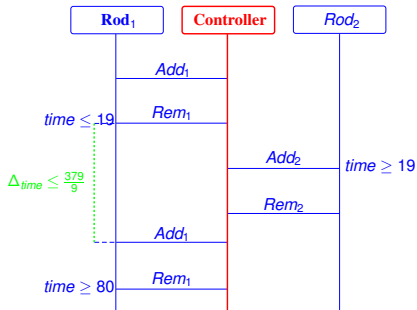 Rod₁ Controller Rod₂
Add₁
time ≤ 19 Rem₁
Add₂ time ≥ 19
Δtime ≤ 379/9
Rem₂
Add₁
time ≥ 80 Rem₁